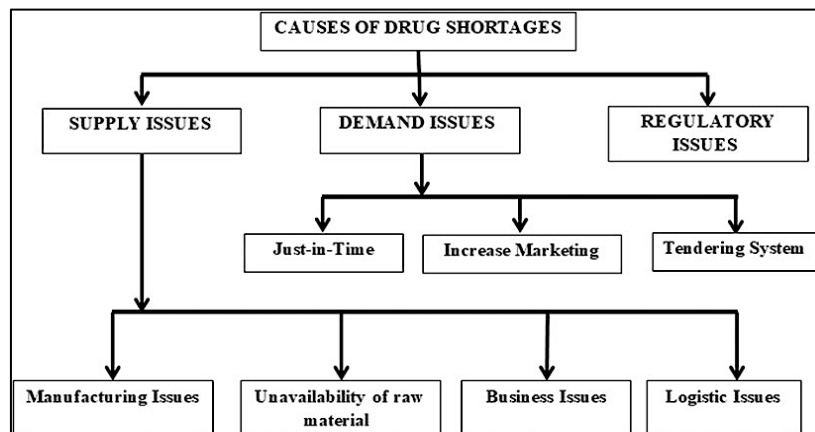 CAUSES OF DRUG SHORTAGES
SUPPLY ISSUES
DEMAND ISSUES
REGULATORY
ISSUES
Just-in-Time
Increase Marketing
Tendering System
Manufacturing Issues
Unavailability of raw
material
Business Issues
Logistic Issues